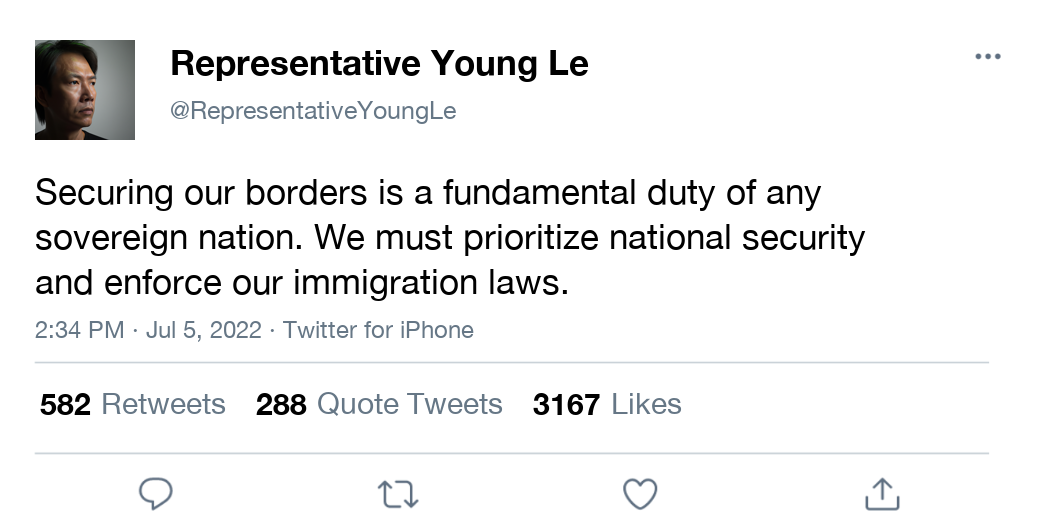 Representative Young Le
@RepresentativeYoungLe
Securing our borders is a fundamental duty of any
sovereign nation. We must prioritize national security
and enforce our immigration laws.
2:34 PM · Jul 5, 2022 · Twitter for iPhone
582 Retweets 288 Quote Tweets 3167 Likes